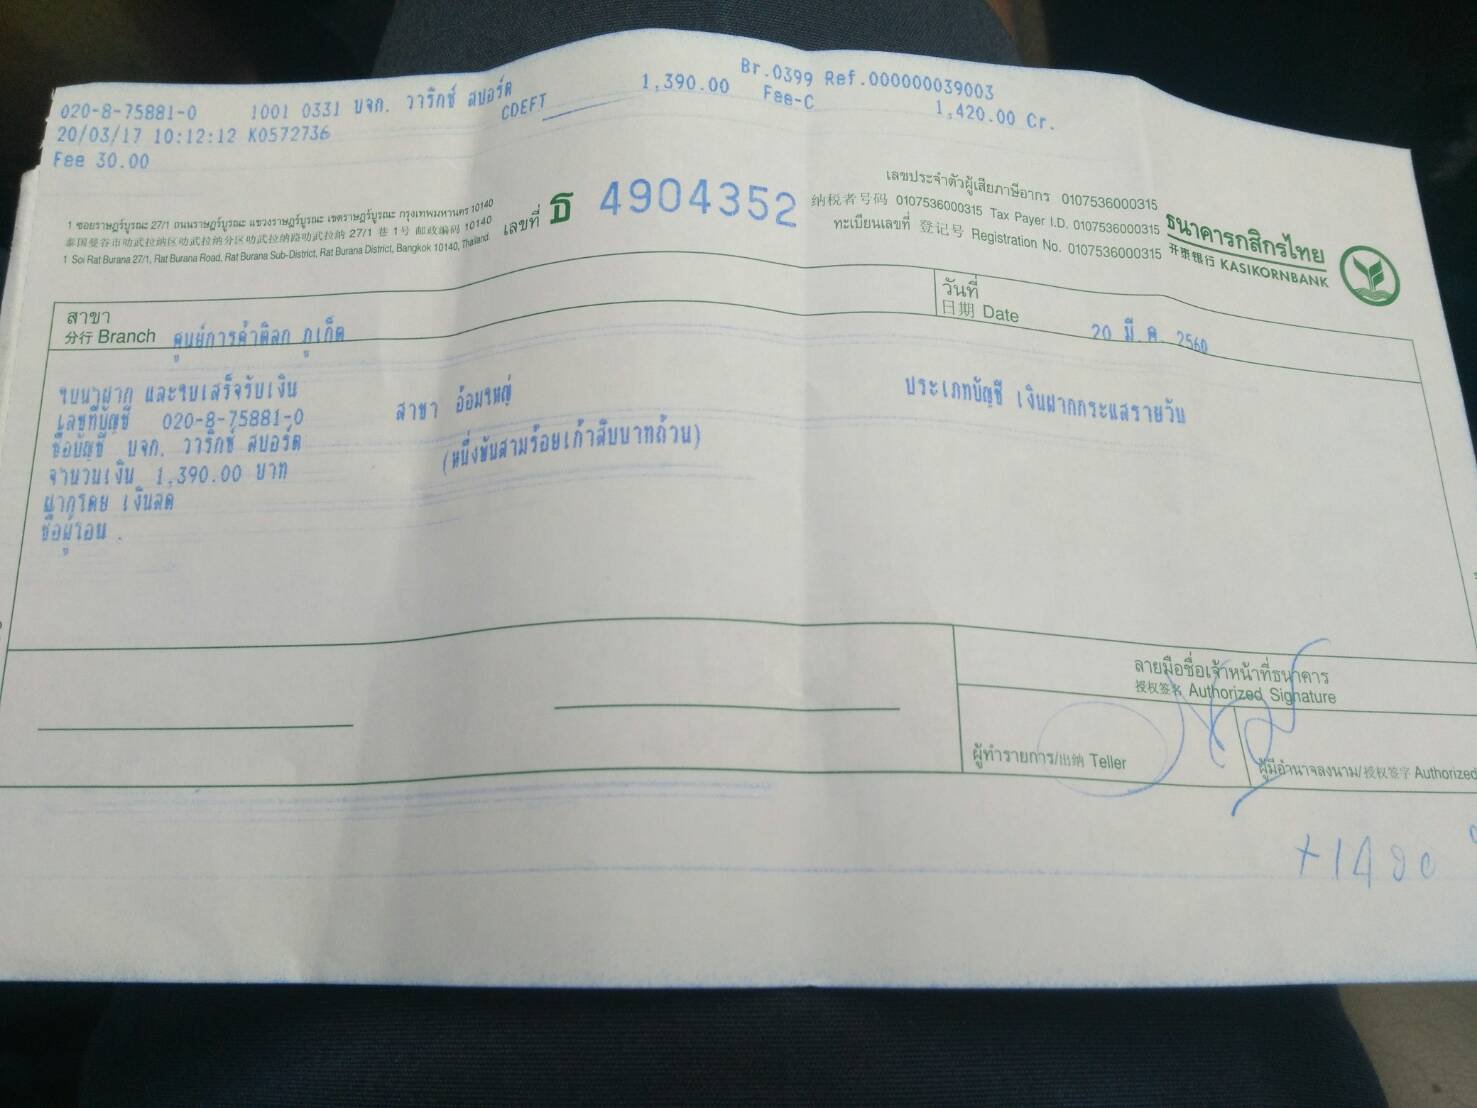 020-8-75881-0 1001 0331 บจก. วาริกซ์ สปอร์ต CDEFT 1,390.00 Br.0399 Ref.000000039003
20/03/17 10:12:12 K0572736 Fee-C 1,420.00 Cr.
Fee 30.00
1 ซอยราษฎร์บูรณะ 27/1 ถนนราษฎร์บูรณะ แขวงราษฎร์บูรณะ เขตราษฎร์บูรณะ กรุงเทพมหานคร 10140
泰国曼谷市叻武拉纳区叻武拉纳分区叻武拉纳路叻武拉纳 27/1 巷 1号 邮政编码 10140
1 Soi Rat Burana 27/1, Rat Burana Road, Rat Burana Sub-District, Rat Burana District, Bangkok 10140, Thailand
เลขที่ ธ 4904352
เลขประจำตัวผู้เสียภาษีอากร 0107536000315
纳税者号码 0107536000315 Tax Payer I.D. 0107536000315
ทะเบียนเลขที่ 登记号 Registration No. 0107536000315
ธนาคารกสิกรไทย
开泰银行 KASIKORNBANK
สาขา
分行 Branch ศูนย์การค้าติลก ภูเก็ต
วันที่
日期 Date 20 มี.ค. 2560
ใบนำฝาก และใบเสร็จรับเงิน
เลขที่บัญชี 020-8-75881-0 สาขา อ้อมใหญ่ ประเภทบัญชี เงินฝากกระแสรายวัน
ชื่อบัญชี บจก. วาริกซ์ สปอร์ต
จำนวนเงิน 1,390.00 บาท (หนึ่งพันสามร้อยเก้าสิบบาทถ้วน)
ฝากโดย เงินสด
ชื่อผู้โอน .
ลายมือชื่อเจ้าหน้าที่ธนาคาร
授权签名 Authorized Signature
ผู้ทำรายการ/出纳 Teller
ผู้มีอำนาจลงนาม/授权签字 Authorized